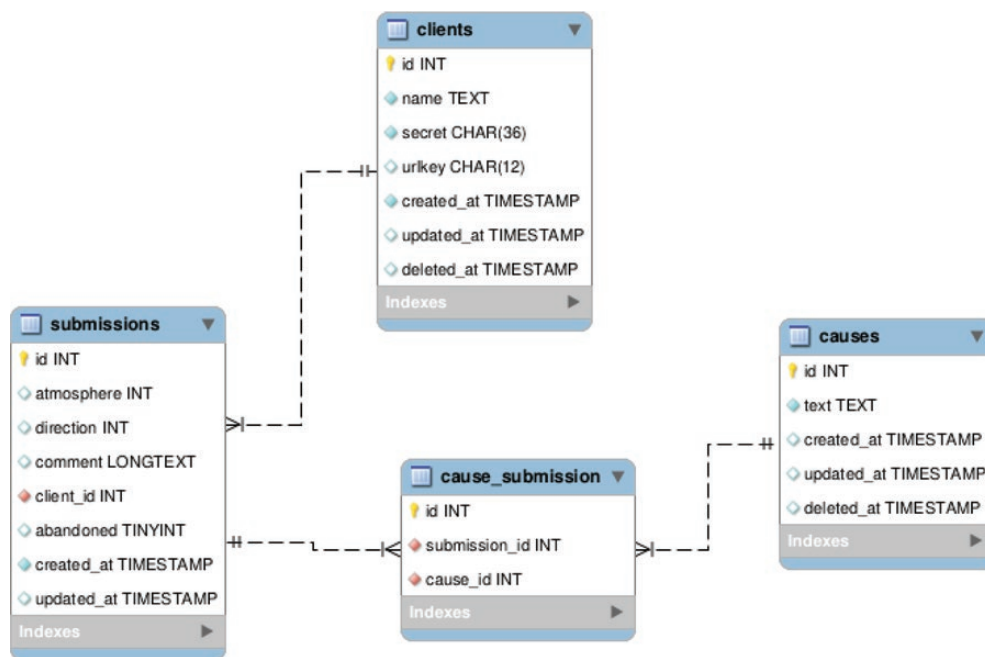 clients
id INT
name TEXT
secret CHAR(36)
urlkey CHAR(12)
created_at TIMESTAMP
updated_at TIMESTAMP
deleted_at TIMESTAMP
Indexes
submissions
id INT
atmosphere INT
direction INT
comment LONGTEXT
client_id INT
abandoned TINYINT
created_at TIMESTAMP
updated_at TIMESTAMP
Indexes
cause_submission
id INT
submission_id INT
cause_id INT
Indexes
causes
id INT
text TEXT
created_at TIMESTAMP
updated_at TIMESTAMP
deleted_at TIMESTAMP
Indexes